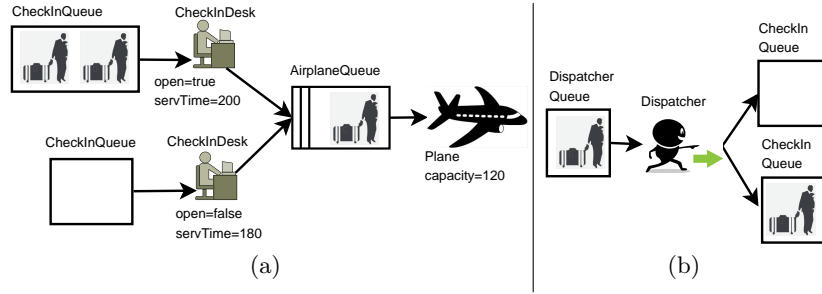 CheckInQueue
CheckInDesk
open=true
servTime=200
AirplaneQueue
Plane
capacity=120
CheckInQueue
CheckInDesk
open=false
servTime=180
(a)
Dispatcher
Queue
Dispatcher
CheckIn
Queue
CheckIn
Queue
(b)